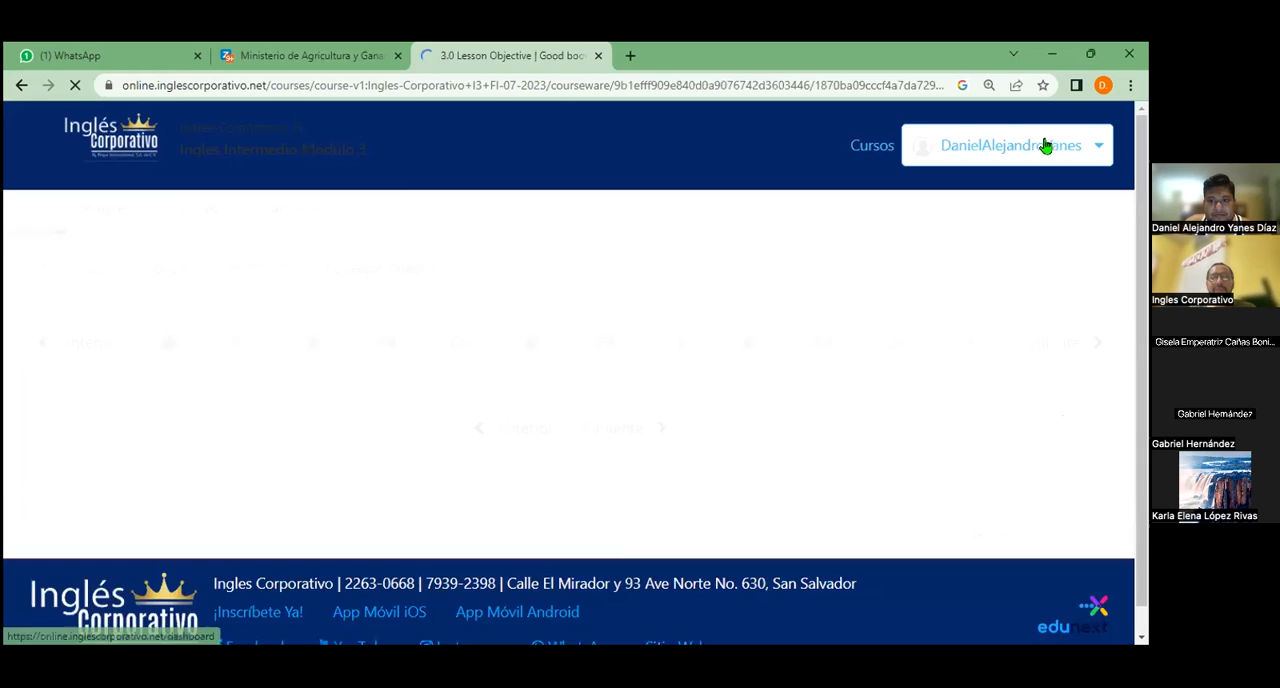 (1) WhatsApp
Ministerio de Agricultura y Gana
3.0 Lesson Objective | Good boo
online.inglescorporativo.net/courses/course-v1:Ingles-Corporativo+I3+FI-07-2023/courseware/9b1efff909e840d0a9076742d3603446/1870ba09cccf4a7da729...
D.
Inglés
Corporativo
Ingles Intermedio Modulo 3
Cursos
DanielAlejandroYanes
Daniel Alejandro Yanes Díaz
Ingles Corporativo
Gisela Emperatriz Cañas Boni...
Gabriel Hernández
Gabriel Hernández
Karla Elena López Rivas
Inglés
Corporativo
Ingles Corporativo | 2263-0668 | 7939-2398 | Calle El Mirador y 93 Ave Norte No. 630, San Salvador
¡Inscríbete Ya!
App Móvil iOS
App Móvil Android
edunext
https://online.inglescorporativo.net/dashboard